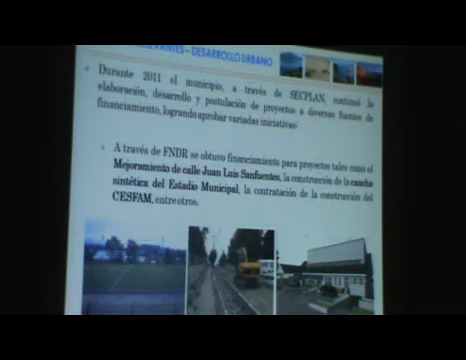 RELEVANTES– DESARROLLO URBANO
Durante 2011 el municipio, a través de SECPLAN, continuó la
elaboración, desarrollo y postulación de proyectos a diversas fuentes de
financiamiento, logrando aprobar variadas iniciativas:
A través de FNDR se obtuvo financiamiento para proyectos tales como el
Mejoramiento de calle Juan Luis Sanfuentes, la construcción de la cancha
sintética del Estadio Municipal, la contratación de la construcción del
CESFAM, entre otros.